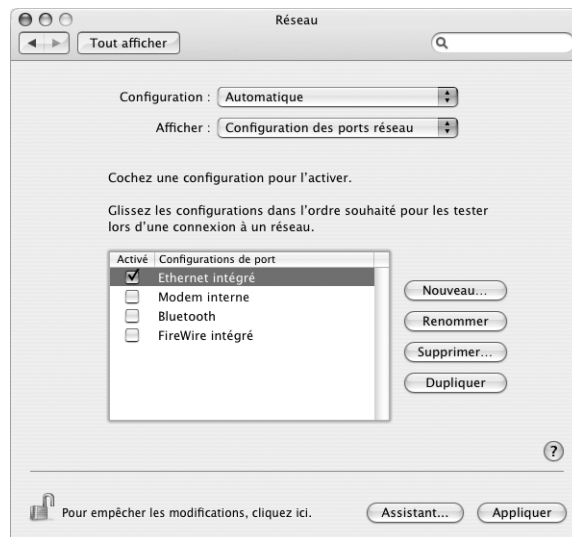 Réseau
Tout afficher
Configuration : Automatique
Afficher : Configuration des ports réseau
Cochez une configuration pour l'activer.
Glissez les configurations dans l'ordre souhaité pour les tester
lors d'une connexion à un réseau.
Activé Configurations de port
Ethernet intégré
Modem interne
Bluetooth
FireWire intégré
Nouveau...
Renommer
Supprimer...
Dupliquer
?
Pour empêcher les modifications, cliquez ici.
Assistant...
Appliquer